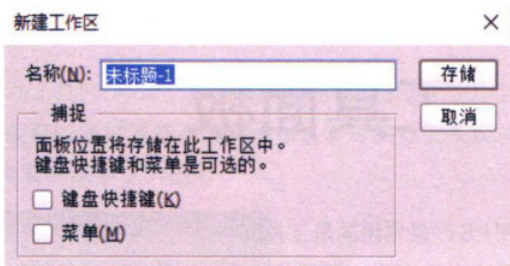 新建工作区
名称(N): 未标题-1
存储
捕捉
取消
面板位置将存储在此工作区中。
键盘快捷键和菜单是可选的。
键盘快捷键(K)
菜单(M)